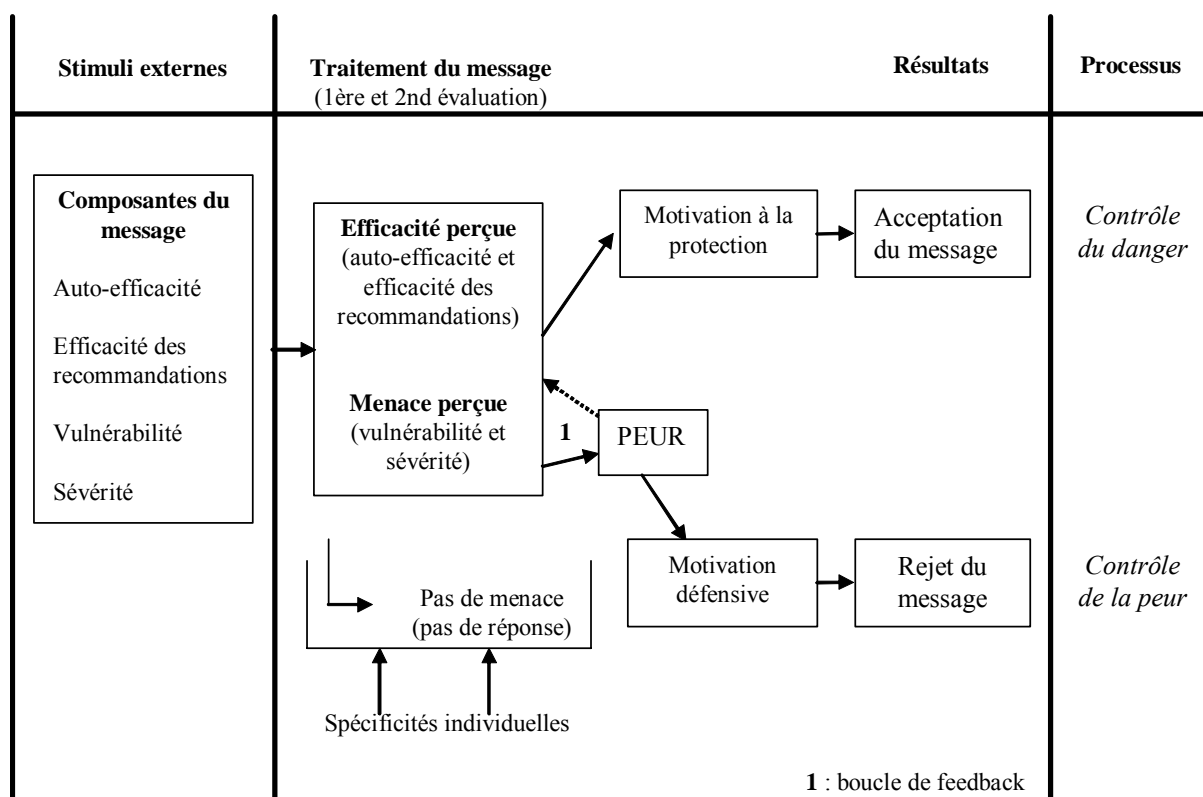 Stimuli externes
Traitement du message
(1ère et 2nd évaluation)
Résultats
Processus
Composantes du
message
Auto-efficacité
Efficacité des
recommandations
Vulnérabilité
Sévérité
Efficacité perçue
(auto-efficacité et
efficacité des
recommandations)
Menace perçue
(vulnérabilité et
sévérité)
1
PEUR
Motivation à la
protection
Acceptation
du message
Contrôle
du danger
Motivation
défensive
Rejet du
message
Contrôle
de la peur
Pas de menace
(pas de réponse)
Spécificités individuelles
1 : boucle de feedback